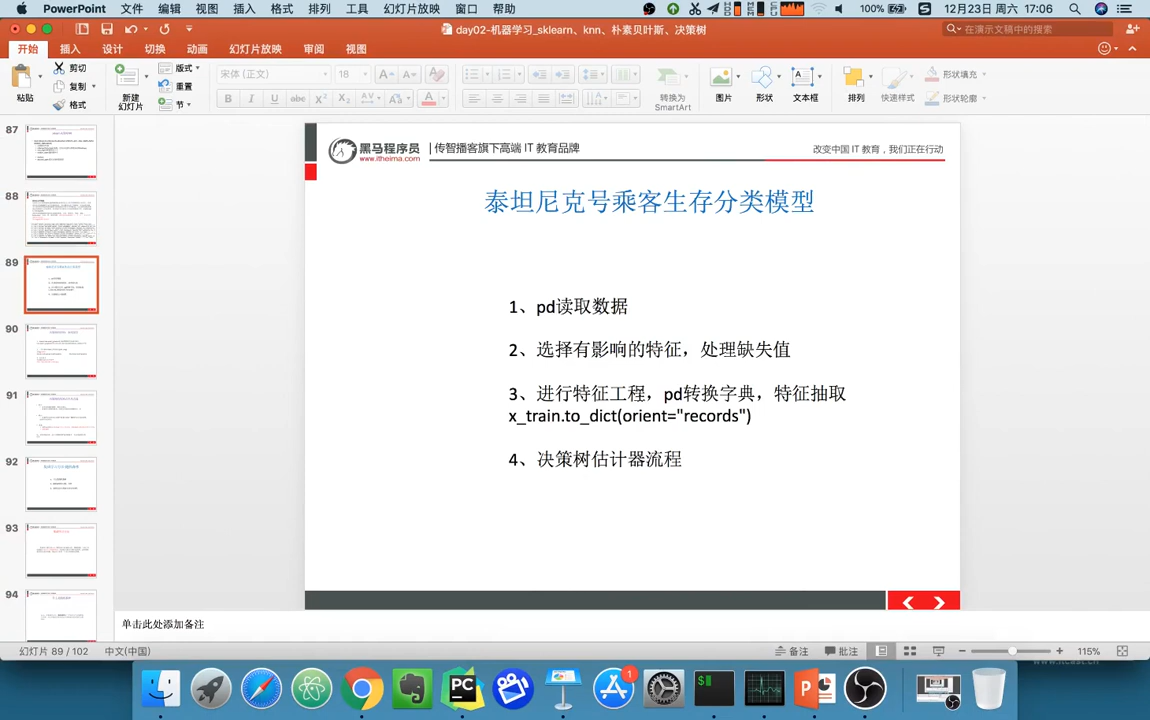 PowerPoint 文件 编辑 视图 插入 格式 排列 工具 幻灯片放映 窗口 帮助 100% 12月23日 周六 17:06
day02-机器学习_sklearn、knn、朴素贝叶斯、决策树
在演示文稿中的搜索
开始 插入 设计 切换 动画 幻灯片放映 审阅 视图
粘贴 剪切 复制 格式
新建
幻灯片
版式 重置 节
宋体 (正文) 18
转换为
SmartArt
图片 形状 文本框 排列 快速样式 形状填充 形状轮廓
87
88
89
90
91
92
93
94
黑马程序员
www.itheima.com
传智播客旗下高端 IT 教育品牌
改变中国 IT 教育，我们正在行动
泰坦尼克号乘客生存分类模型
1、pd读取数据
2、选择有影响的特征，处理缺失值
3、进行特征工程，pd转换字典，特征抽取
x_train.to_dict(orient="records")
4、决策树估计器流程
单击此处添加备注
幻灯片 89 / 102 中文(中国) 备注 批注 115%
www.itcast.cn